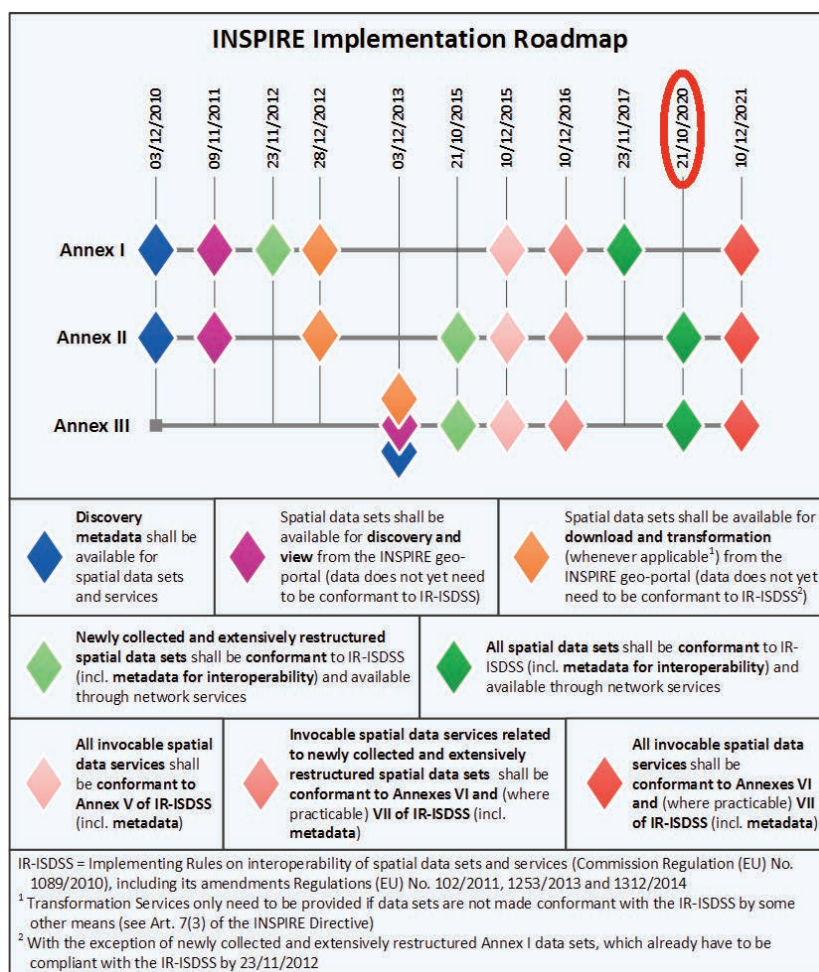 INSPIRE Implementation Roadmap
03/12/2010
09/11/2011
23/11/2012
28/12/2012
03/12/2013
21/10/2015
10/12/2015
10/12/2016
23/11/2017
21/10/2020
10/12/2021
Annex I
Annex II
Annex III
Discovery
metadata shall be
available for
spatial data sets
and services
Spatial data sets shall be
available for discovery and
view from the INSPIRE geo-
portal (data does not yet need
to be conformant to IR-ISDSS)
Spatial data sets shall be available for
download and transformation
(whenever applicable¹) from the
INSPIRE geo-portal (data does not yet
need to be conformant to IR-ISDSS²)
Newly collected and extensively restructured
spatial data sets shall be conformant to IR-ISDSS
(incl. metadata for interoperability) and available
through network services
All spatial data sets shall be conformant to IR-
ISDSS (incl. metadata for interoperability) and
available through network services
All invocable spatial
data services shall
be conformant to
Annex V of IR-ISDSS
(incl. metadata)
Invocable spatial data services related
to newly collected and extensively
restructured spatial data sets shall be
conformant to Annexes VI and (where
practicable) VII of IR-ISDSS (incl.
metadata)
All invocable spatial data
services shall be
conformant to Annexes VI
and (where practicable) VII
of IR-ISDSS (incl. metadata)
IR-ISDSS = Implementing Rules on interoperability of spatial data sets and services (Commission Regulation (EU) No.
1089/2010), including its amendments Regulations (EU) No. 102/2011, 1253/2013 and 1312/2014
¹ Transformation Services only need to be provided if data sets are not made conformant with the IR-ISDSS by some
other means (see Art. 7(3) of the INSPIRE Directive)
² With the exception of newly collected and extensively restructured Annex I data sets, which already have to be
compliant with the IR-ISDSS by 23/11/2012